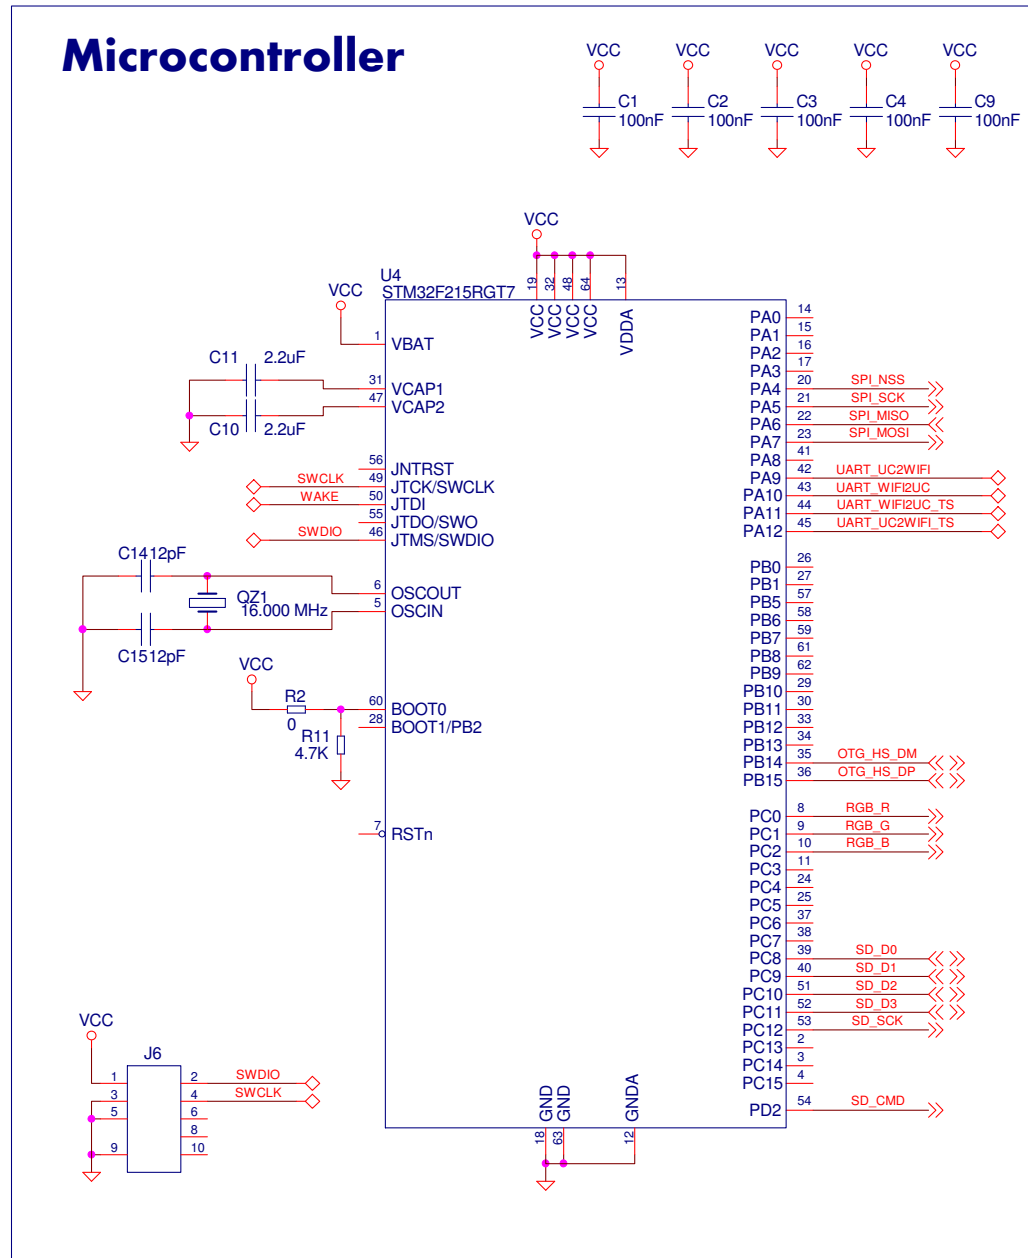 Microcontroller
VCC VCC VCC VCC VCC
C1 C2 C3 C4 C9
100nF 100nF 100nF 100nF 100nF
VCC
U4
STM32F215RGT7
19 32 48 64 13
VCC VCC VCC VCC VDDA
VCC
1 VBAT
C11 2.2uF
31 VCAP1
47 VCAP2
C10 2.2uF
56 JNTRST
SWCLK 49 JTCK/SWCLK
WAKE 50 JTDI
55 JTDO/SWO
SWDIO 46 JTMS/SWDIO
C14 12pF
6 OSCOUT
QZ1
16.000 MHz
5 OSCIN
C15 12pF
VCC
R2
0
60 BOOT0
28 BOOT1/PB2
R11
4.7K
7 RSTn
PA0 14
PA1 15
PA2 16
PA3 17
PA4 20 SPI_NSS
PA5 21 SPI_SCK
PA6 22 SPI_MISO
PA7 23 SPI_MOSI
PA8 41
PA9 42 UART_UC2WIFI
PA10 43 UART_WIFI2UC
PA11 44 UART_WIFI2UC_TS
PA12 45 UART_UC2WIFI_TS
PB0 26
PB1 27
PB5 57
PB6 58
PB7 59
PB8 61
PB9 62
PB10 29
PB11 30
PB12 33
PB13 34
PB14 35 OTG_HS_DM
PB15 36 OTG_HS_DP
PC0 8 RGB_R
PC1 9 RGB_G
PC2 10 RGB_B
PC3 11
PC4 24
PC5 25
PC6 37
PC7 38
PC8 39 SD_D0
PC9 40 SD_D1
PC10 51 SD_D2
PC11 52 SD_D3
PC12 53 SD_SCK
PC13 2
PC14 3
PC15 4
PD2 54 SD_CMD
GND GND GNDA
18 63 12
VCC
J6
1 2 SWDIO
3 4 SWCLK
5 6
8
9 10